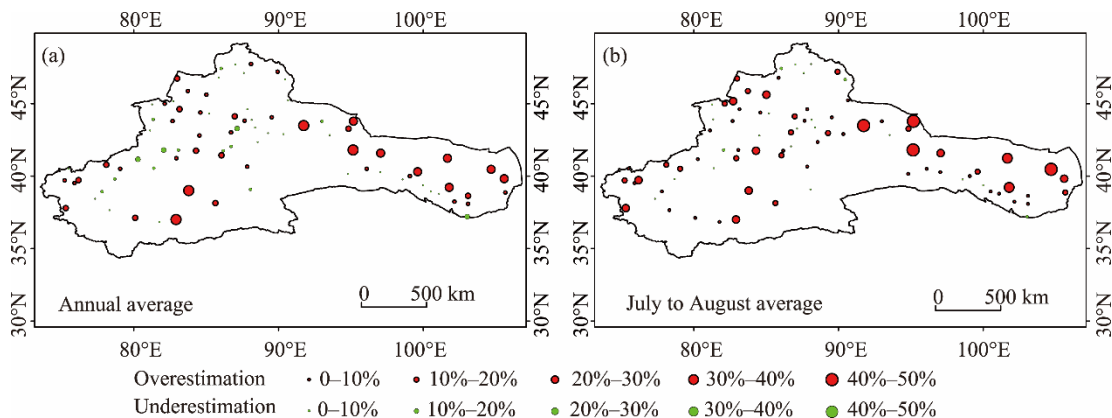 80°E 90°E 100°E 80°E 90°E 100°E
(a) (b)
45°N 45°N 45°N 45°N
40°N 40°N 40°N 40°N
35°N 35°N 35°N 35°N
30°N 30°N 30°N 30°N
Annual average 0 500 km July to August average 0 500 km
80°E 90°E 100°E 80°E 90°E 100°E
Overestimation 0–10% 10%–20% 20%–30% 30%–40% 40%–50%
Underestimation 0–10% 10%–20% 20%–30% 30%–40% 40%–50%